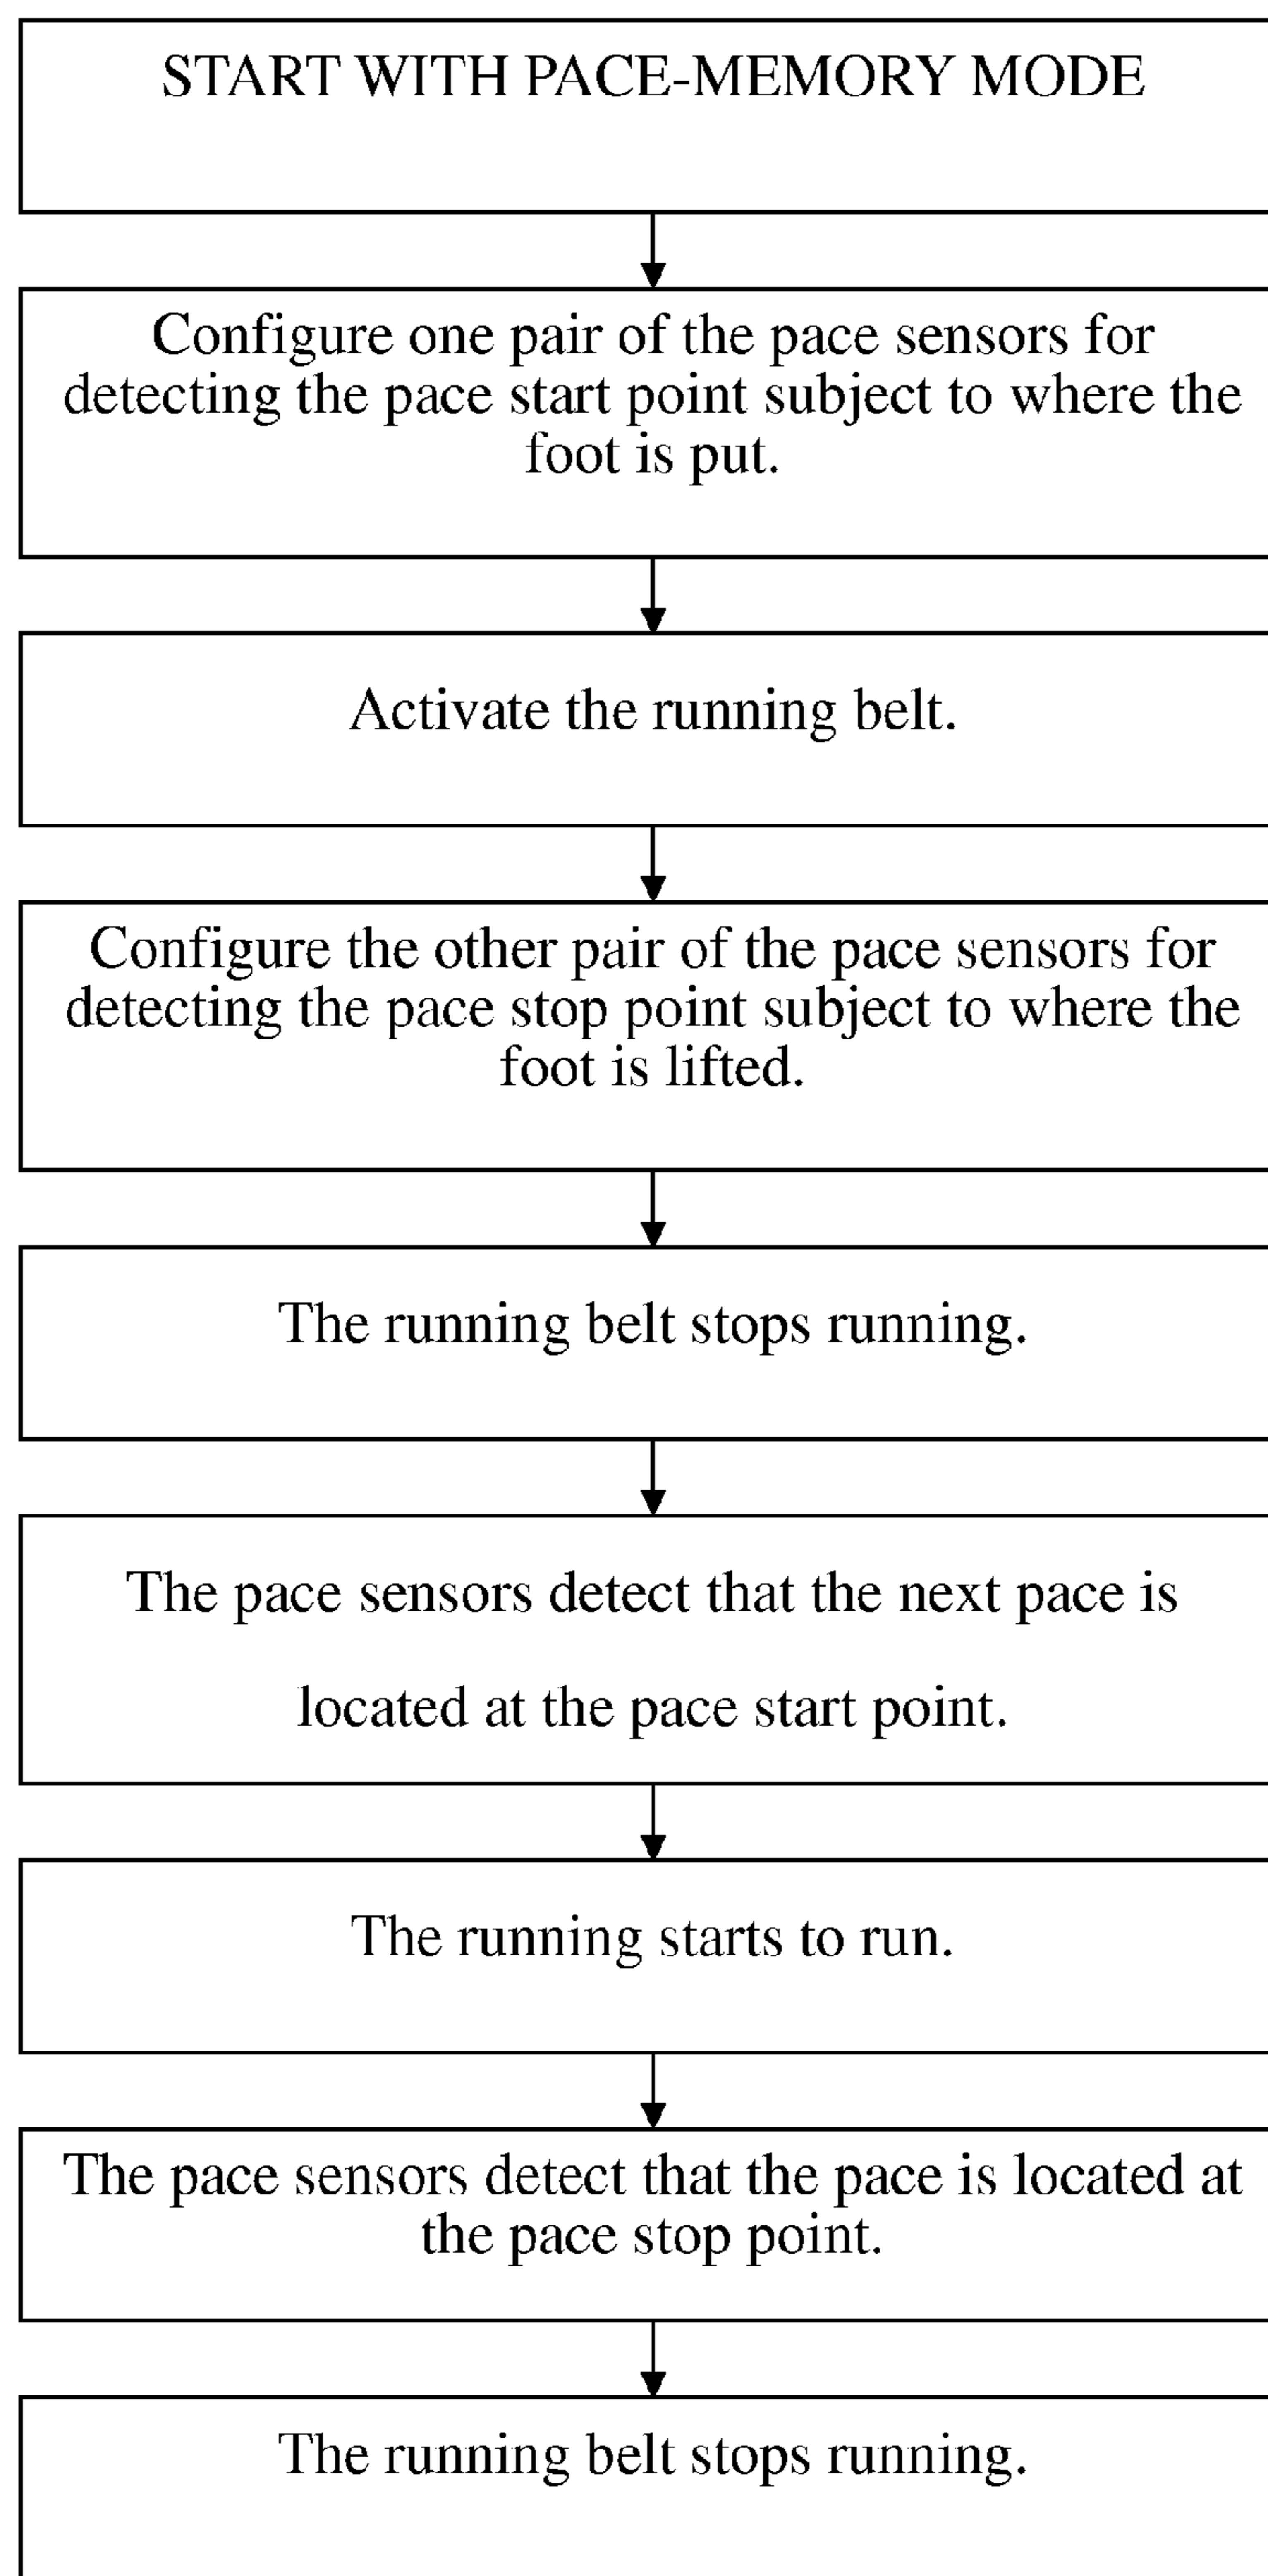 START WITH PACE-MEMORY MODE
Configure one pair of the pace sensors for
detecting the pace start point subject to where the
foot is put.
Activate the running belt.
Configure the other pair of the pace sensors for
detecting the pace stop point subject to where the
foot is lifted.
The running belt stops running.
The pace sensors detect that the next pace is
located at the pace start point.
The running starts to run.
The pace sensors detect that the pace is located at
the pace stop point.
The running belt stops running.